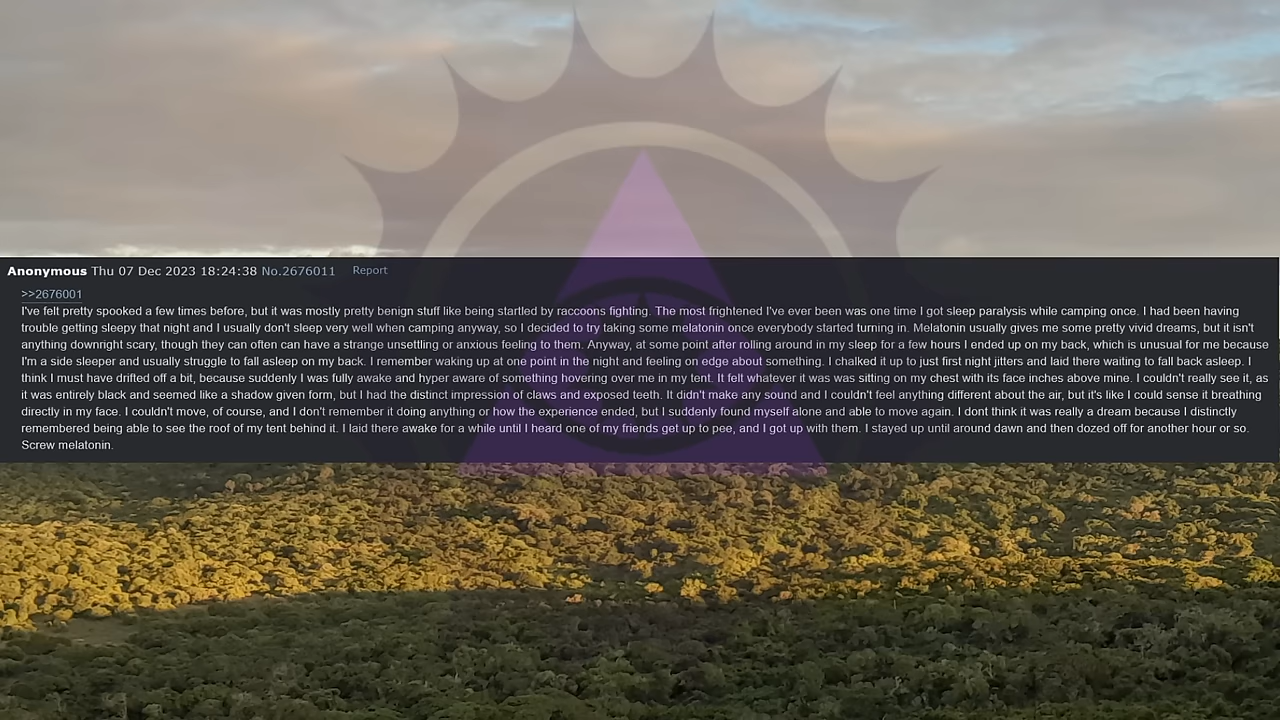 Anonymous Thu 07 Dec 2023 18:24:38 No.2676011 Report
>>2676001
I've felt pretty spooked a few times before, but it was mostly pretty benign stuff like being startled by raccoons fighting. The most frightened I've ever been was one time I got sleep paralysis while camping once. I had been having
trouble getting sleepy that night and I usually don't sleep very well when camping anyway, so I decided to try taking some melatonin once everybody started turning in. Melatonin usually gives me some pretty vivid dreams, but it isn't
anything downright scary, though they can often can have a strange unsettling or anxious feeling to them. Anyway, at some point after rolling around in my sleep for a few hours I ended up on my back, which is unusual for me because
I'm a side sleeper and usually struggle to fall asleep on my back. I remember waking up at one point in the night and feeling on edge about something. I chalked it up to just first night jitters and laid there waiting to fall back asleep. I
think I must have drifted off a bit, because suddenly I was fully awake and hyper aware of something hovering over me in my tent. It felt whatever it was was sitting on my chest with its face inches above mine. I couldn't really see it, as
it was entirely black and seemed like a shadow given form, but I had the distinct impression of claws and exposed teeth. It didn't make any sound and I couldn't feel anything different about the air, but it's like I could sense it breathing
directly in my face. I couldn't move, of course, and I don't remember it doing anything or how the experience ended, but I suddenly found myself alone and able to move again. I dont think it was really a dream because I distinctly
remembered being able to see the roof of my tent behind it. I laid there awake for a while until I heard one of my friends get up to pee, and I got up with them. I stayed up until around dawn and then dozed off for another hour or so.
Screw melatonin.